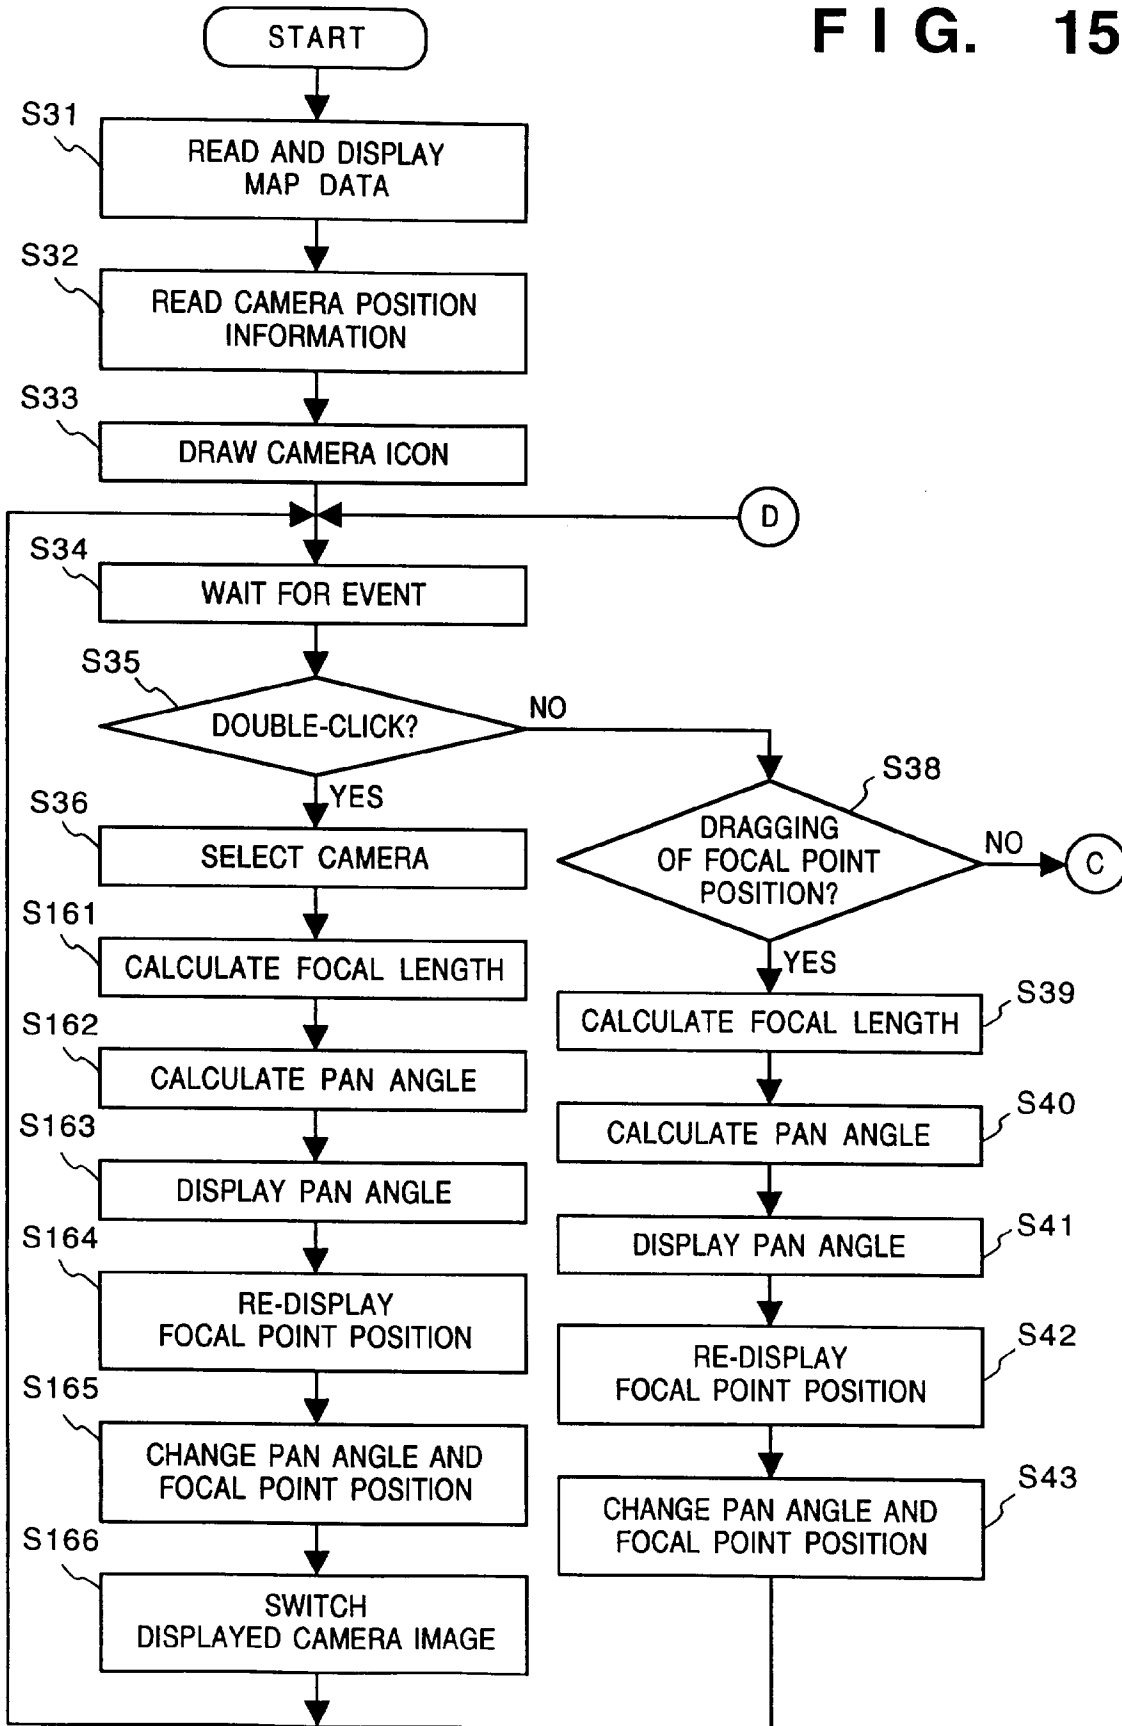 FIG. 15
START
S31
READ AND DISPLAY
MAP DATA
S32
READ CAMERA POSITION
INFORMATION
S33
DRAW CAMERA ICON
D
S34
WAIT FOR EVENT
S35
DOUBLE-CLICK?
NO
YES
S38
DRAGGING
OF FOCAL POINT
POSITION?
NO
C
YES
S36
SELECT CAMERA
S161
CALCULATE FOCAL LENGTH
S162
CALCULATE PAN ANGLE
S163
DISPLAY PAN ANGLE
S164
RE-DISPLAY
FOCAL POINT POSITION
S165
CHANGE PAN ANGLE AND
FOCAL POINT POSITION
S166
SWITCH
DISPLAYED CAMERA IMAGE
S39
CALCULATE FOCAL LENGTH
S40
CALCULATE PAN ANGLE
S41
DISPLAY PAN ANGLE
S42
RE-DISPLAY
FOCAL POINT POSITION
S43
CHANGE PAN ANGLE AND
FOCAL POINT POSITION